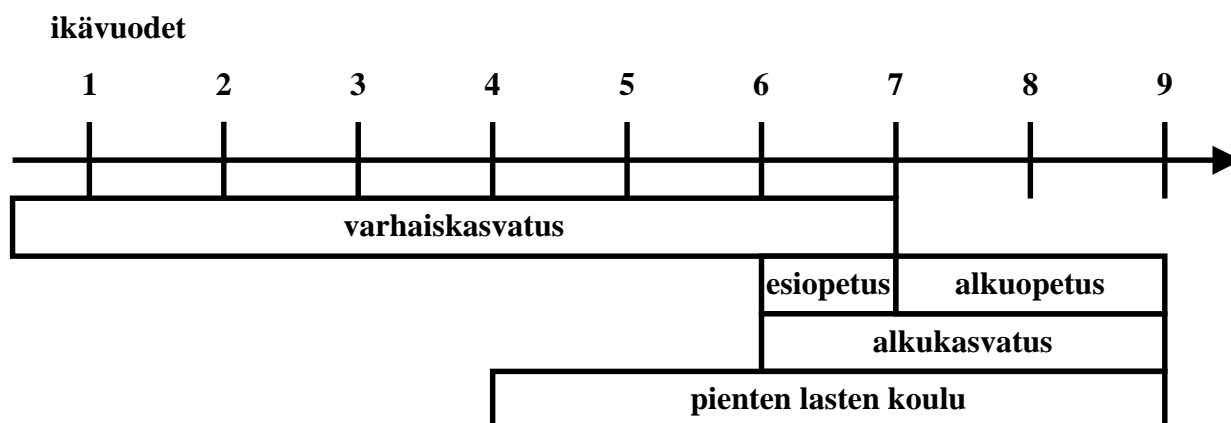 ikävuodet
1 2 3 4 5 6 7 8 9
varhaiskasvatus
esiopetus alkuopetus
alkukasvatus
pienten lasten koulu